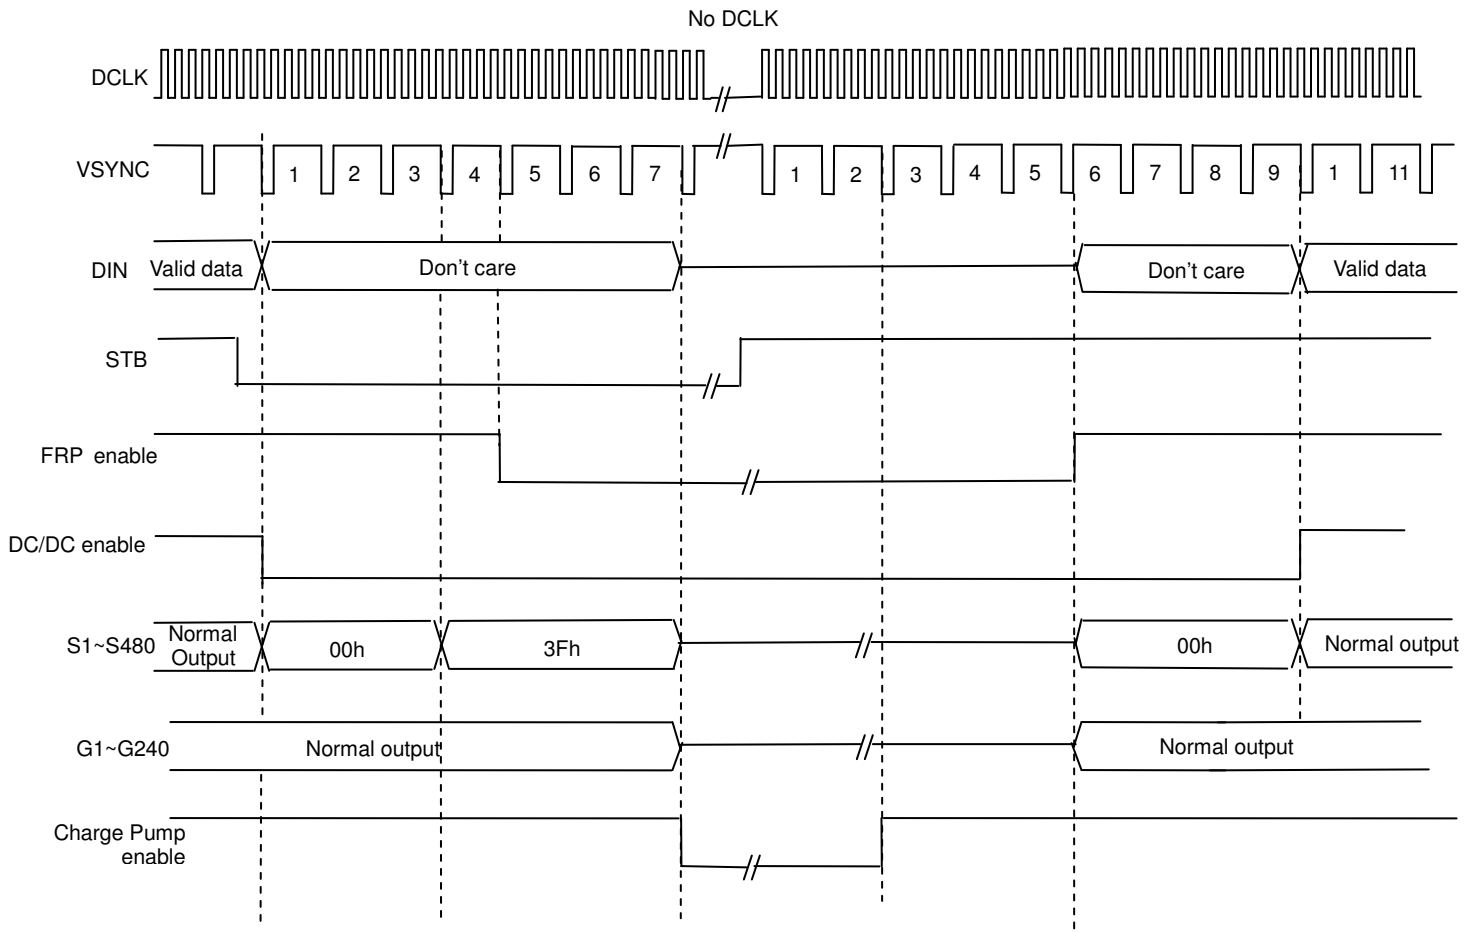 No DCLK
DCLK
VSYNC 1 2 3 4 5 6 7 1 2 3 4 5 6 7 8 9 1 11
DIN Valid data Don't care Don't care Valid data
STB
FRP enable
DC/DC enable
S1~S480 Normal Output 00h 3Fh 00h Normal output
G1~G240 Normal output Normal output
Charge Pump
enable